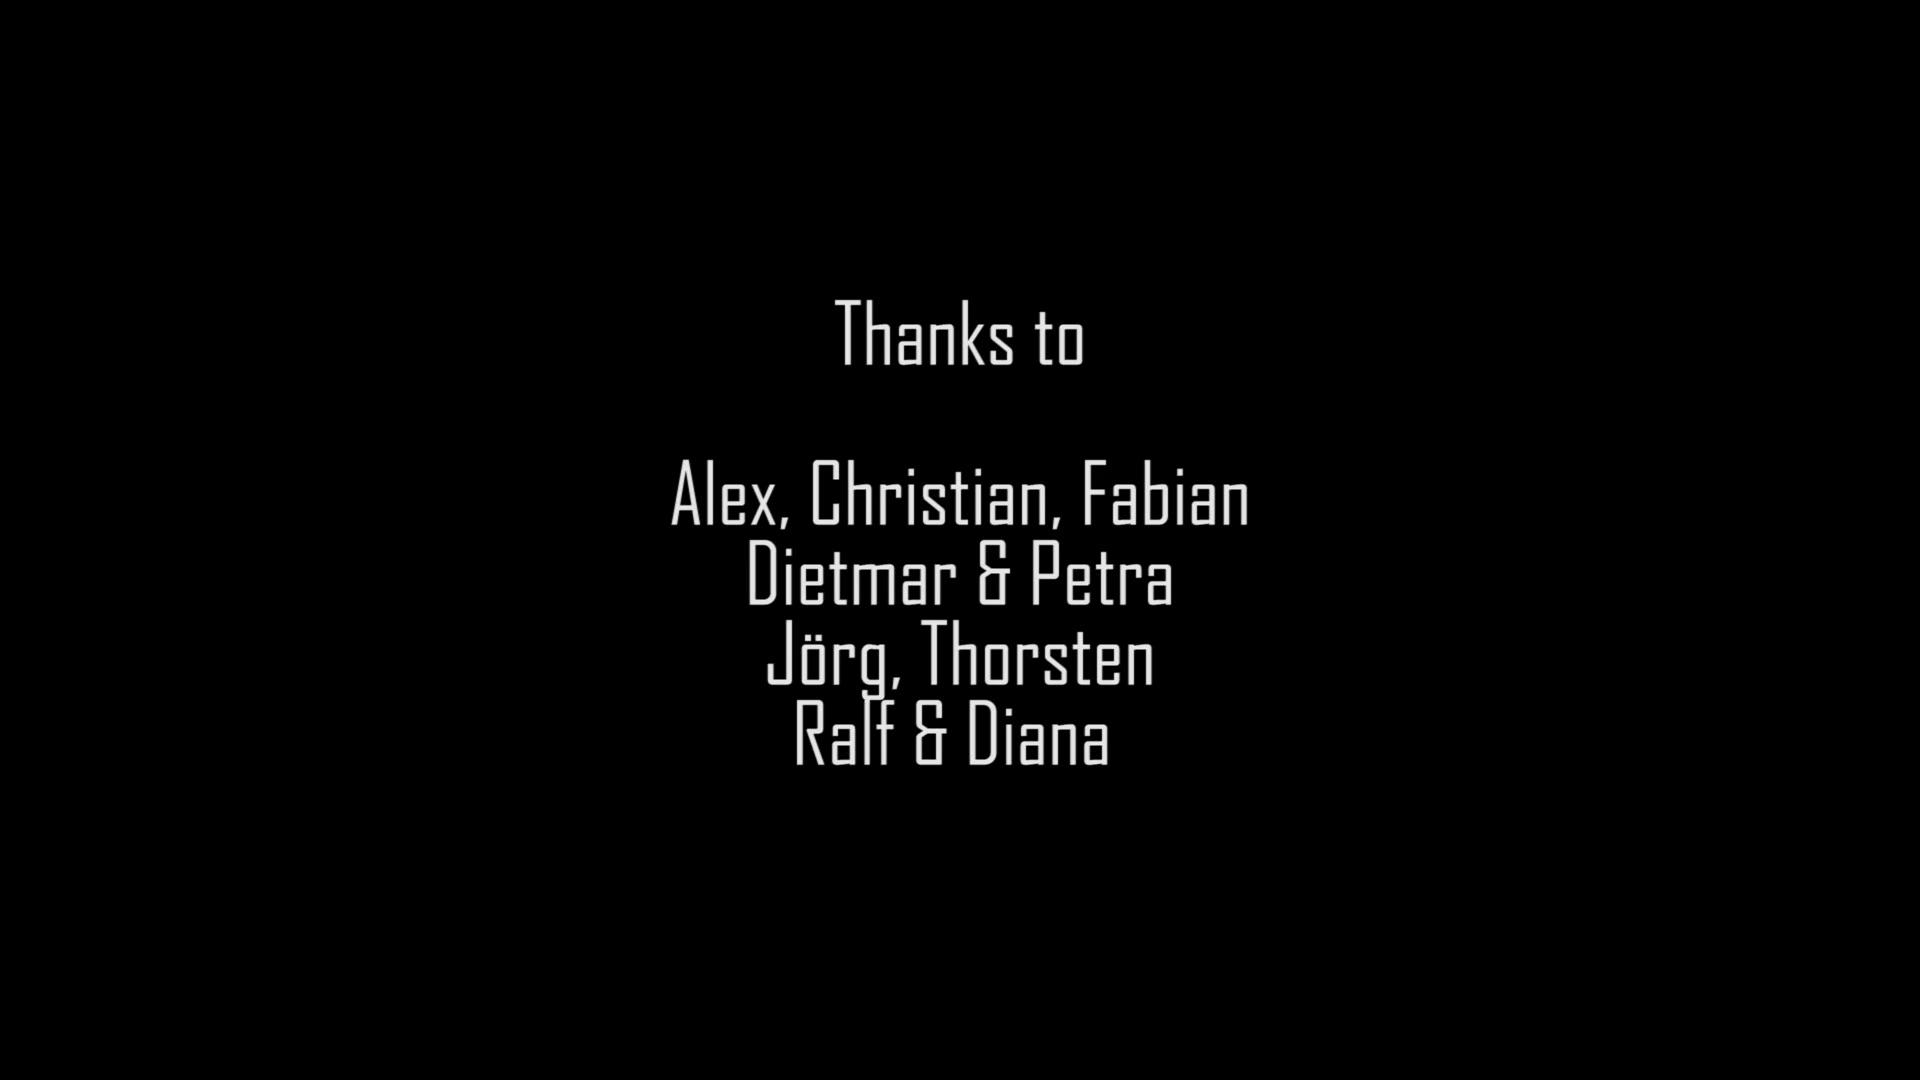 Thanks to
Alex, Christian, Fabian
Dietmar & Petra
Jörg, Thorsten
Ralf & Diana